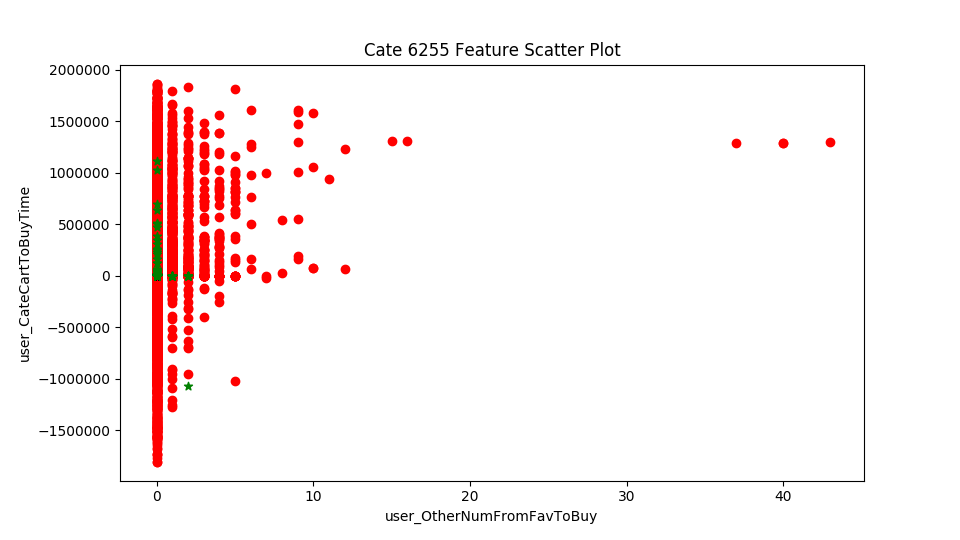 Cate 6255 Feature Scatter Plot
2000000
1500000
1000000
500000
0
−500000
−1000000
−1500000
user_CateCartToBuyTime
0 10 20 30 40
user_OtherNumFromFavToBuy